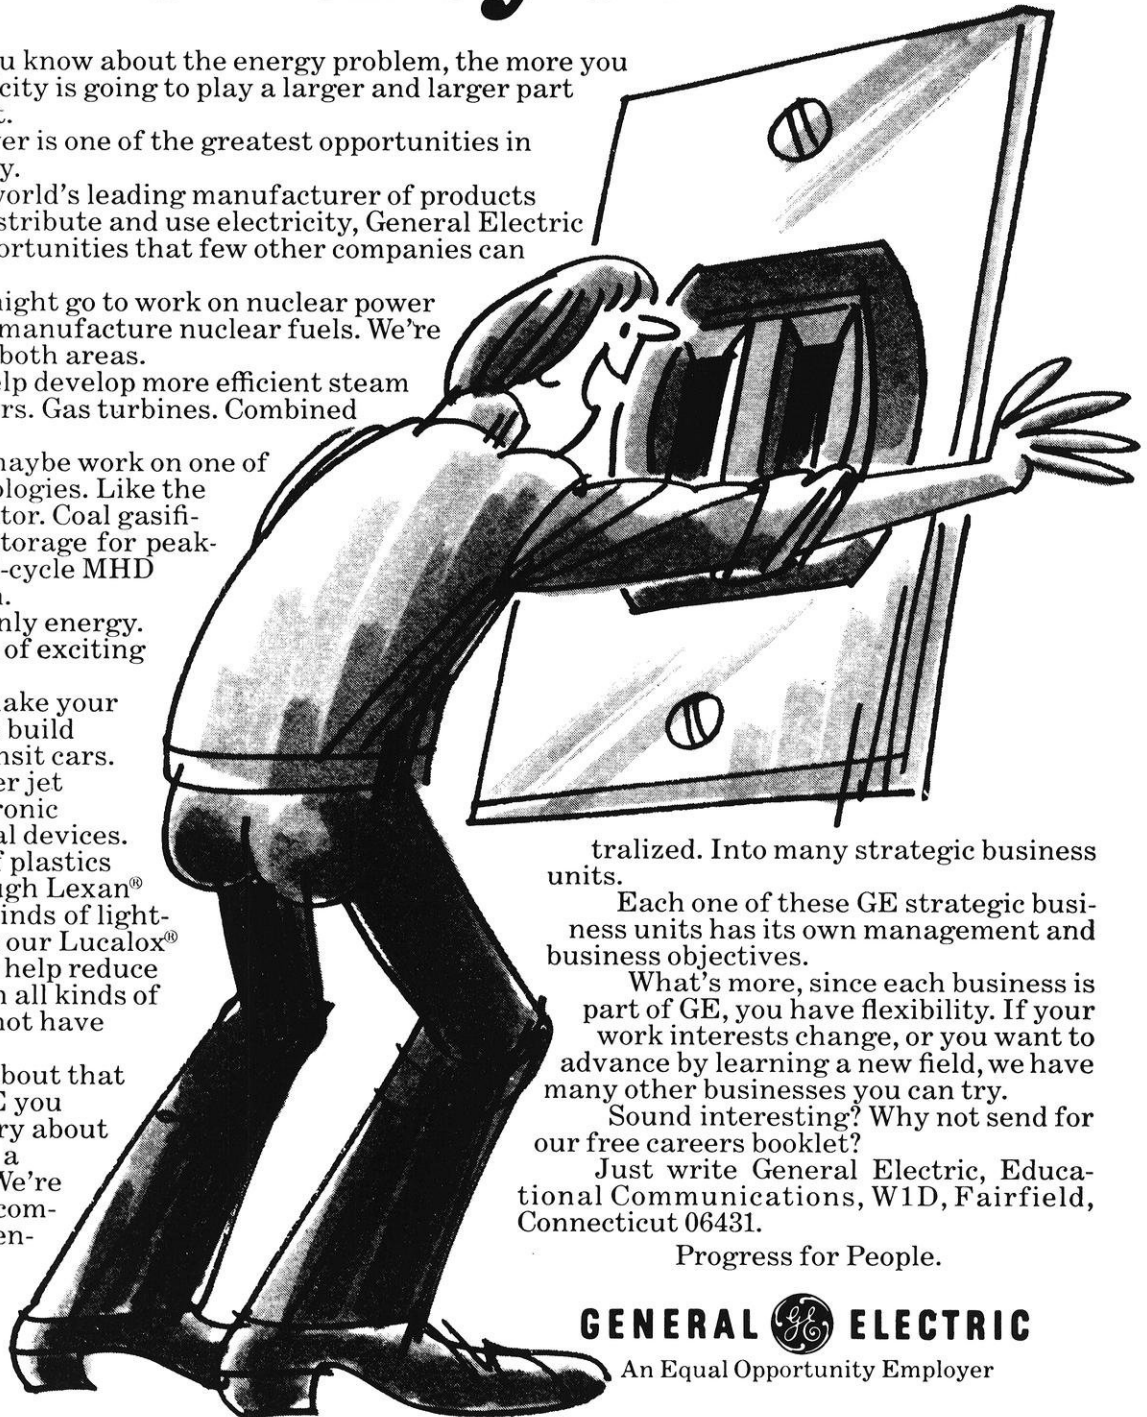 u know about the energy problem, the more you
city is going to play a larger and larger part
t.
er is one of the greatest opportunities in
y.
vorld's leading manufacturer of products
stribute and use electricity, General Electric
ortunities that few other companies can
might go to work on nuclear power
manufacture nuclear fuels. We're
both areas.
elp develop more efficient steam
rs. Gas turbines. Combined
maybe work on one of
ologies. Like the
tor. Coal gasifi-
torage for peak-
-cycle MHD
n.
nly energy.
of exciting
make your
build
nsit cars.
er jet
ronic
al devices.
f plastics
ugh Lexan®
inds of light-
our Lucalox®
help reduce
n all kinds of
not have
bout that
E you
ry about
a
We're
com-
en-
tralized. Into many strategic business
units.
Each one of these GE strategic busi-
ness units has its own management and
business objectives.
What's more, since each business is
part of GE, you have flexibility. If your
work interests change, or you want to
advance by learning a new field, we have
many other businesses you can try.
Sound interesting? Why not send for
our free careers booklet?
Just write General Electric, Educa-
tional Communications, W1D, Fairfield,
Connecticut 06431.
Progress for People.
GENERAL GE ELECTRIC
An Equal Opportunity Employer